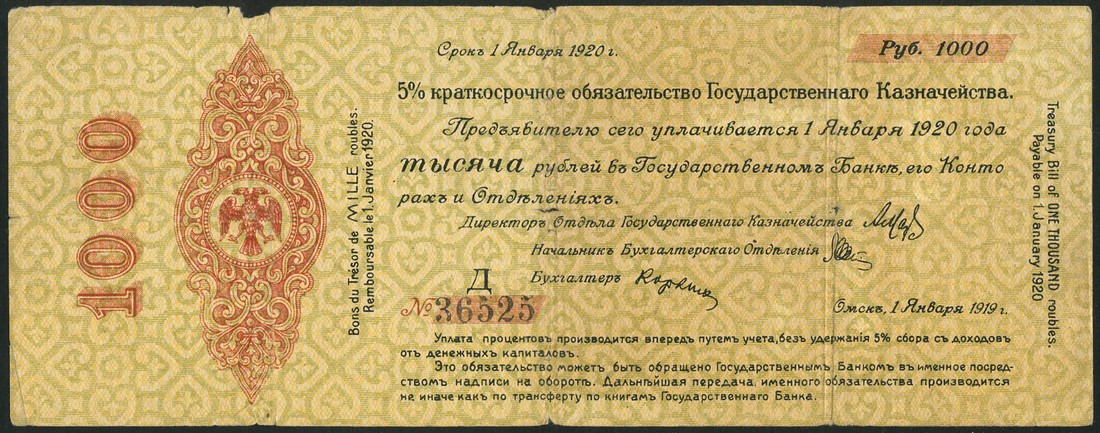 1000
Bons du Trésor de MILLE roubles.
Remboursable le 1. Janvier 1920.
Срокъ 1 Января 1920 г.
Руб. 1000
5% краткосрочное обязательство Государственнаго Казначейства.
Предъявителю сего уплачивается 1 Января 1920 года
тысяча рублей въ Государственномъ Банкѣ, его Конто
рахъ и Отдѣленіяхъ.
Директоръ Отдѣла Государственнаго Казначейства
Начальникъ Бухгалтерскаго Отдѣленія
Бухгалтеръ
Д
№ 36525
Омскъ, 1 Января 1919 г.
Уплата процентовъ производится впередъ путемъ учета, безъ удержанія 5% сбора съ доходовъ
отъ денежныхъ капиталовъ.
Это обязательство можетъ быть обращено Государственнымъ Банкомъ въ именное посред-
ствомъ надписи на оборотѣ. Дальнѣйшая передача именного обязательства производится
не иначе какъ по трансферту по книгамъ Государственнаго Банка.
Treasury Bill of ONE THOUSAND roubles.
Payable on 1. January 1920